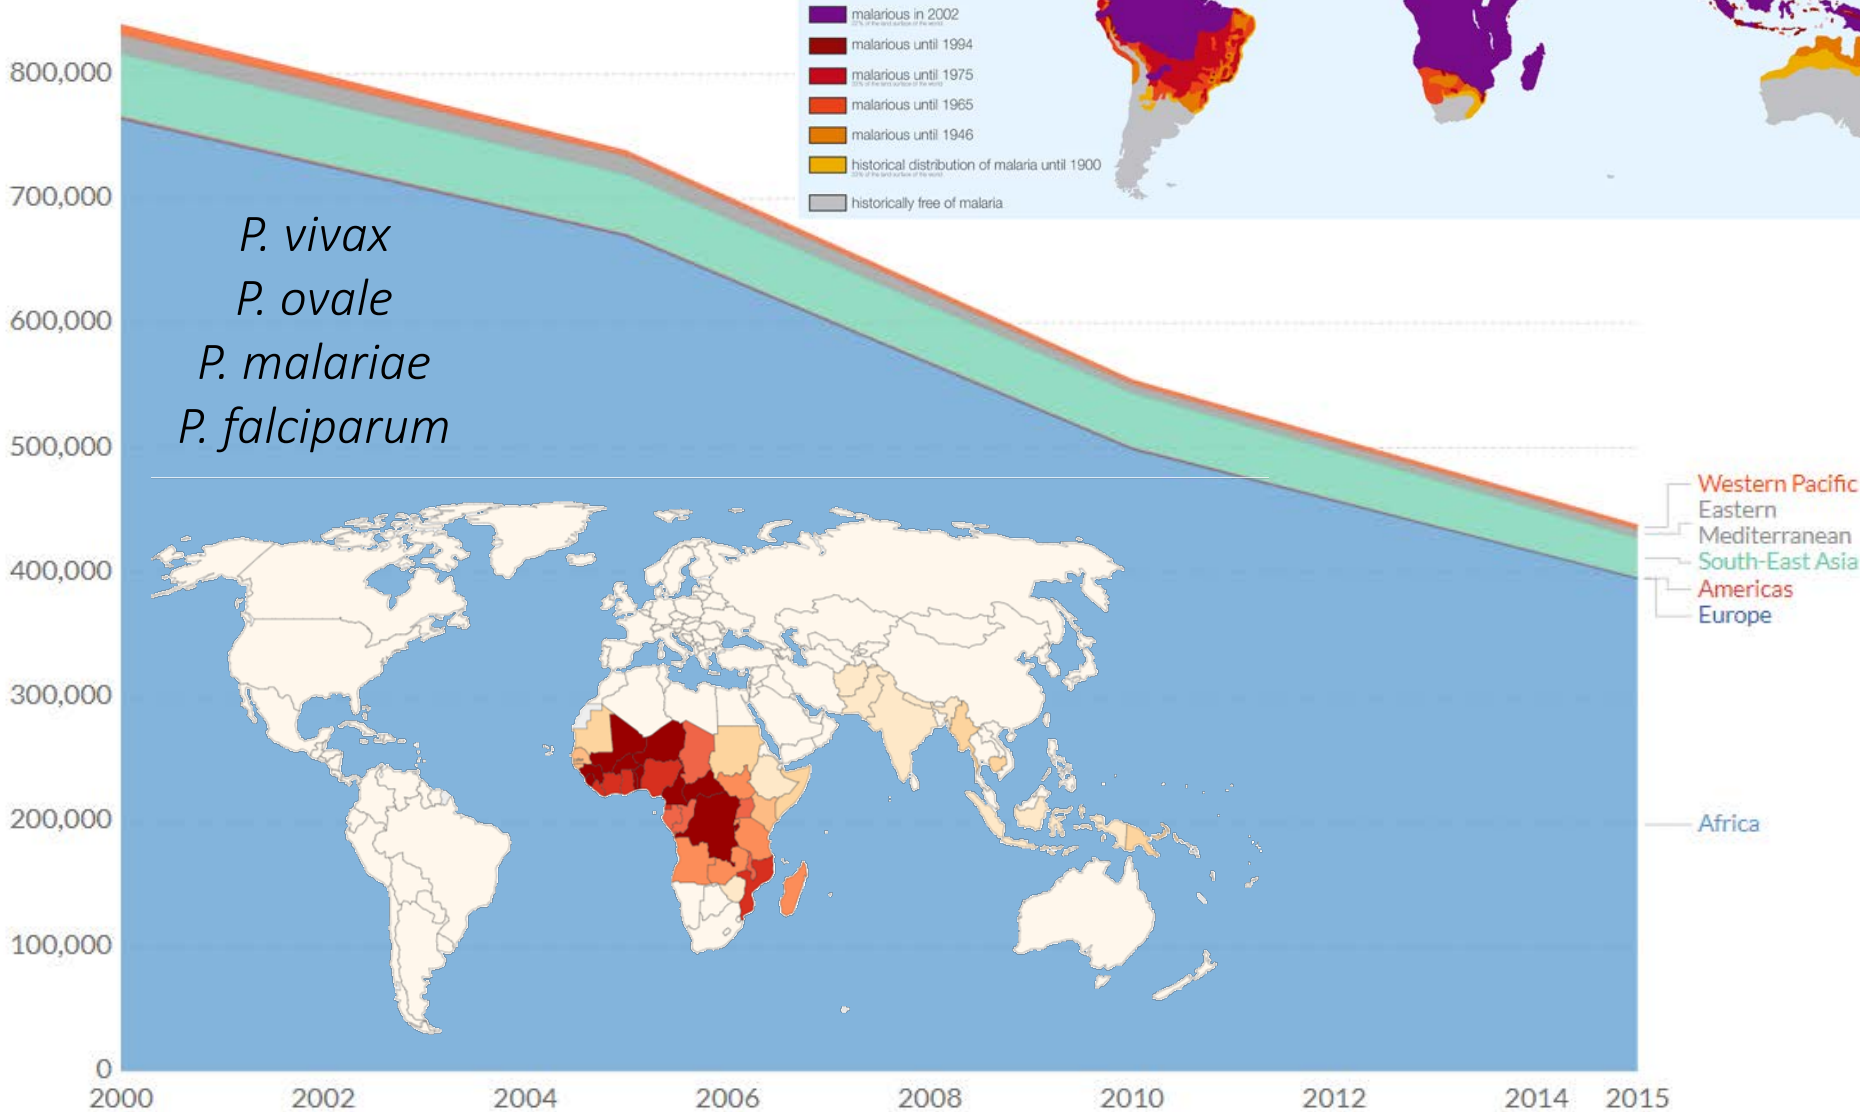 malarious in 2002
malarious until 1994
malarious until 1975
malarious until 1965
malarious until 1946
historical distribution of malaria until 1900
historically free of malaria
800,000
700,000
600,000
500,000
400,000
300,000
200,000
100,000
0
P. vivax
P. ovale
P. malariae
P. falciparum
Western Pacific
Eastern
Mediterranean
South-East Asia
Americas
Europe
Africa
2000 2002 2004 2006 2008 2010 2012 2014 2015